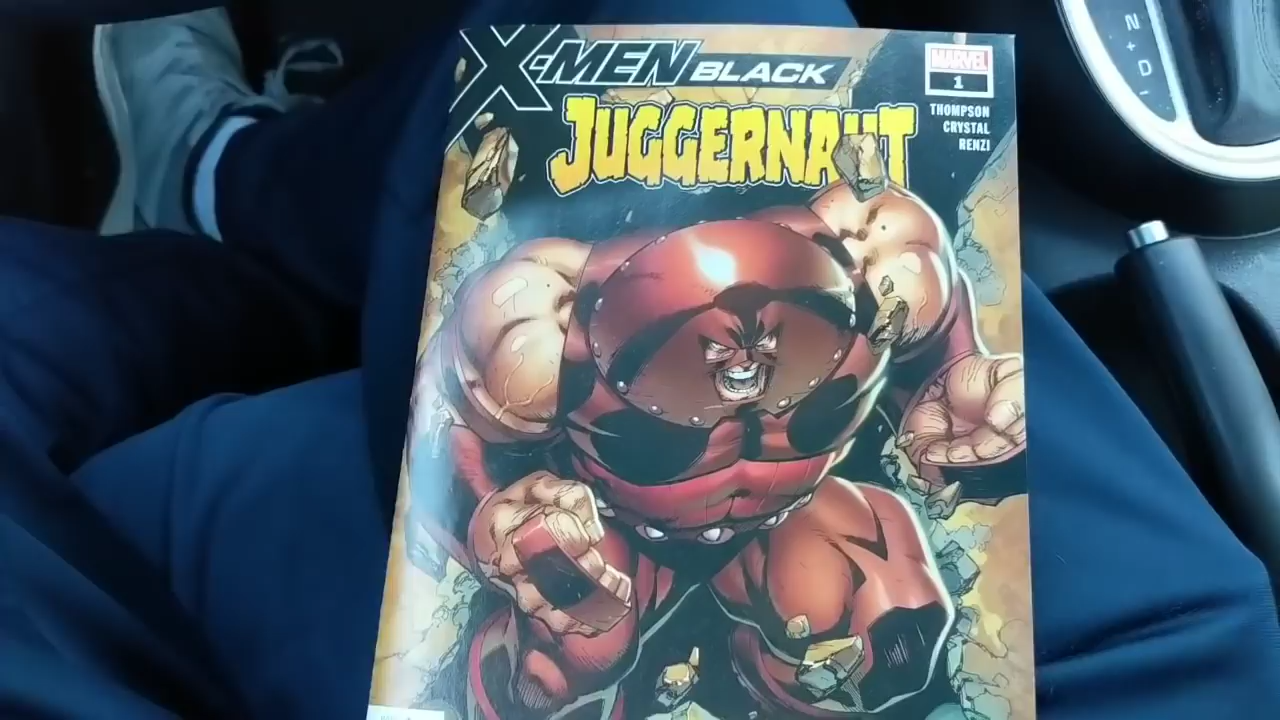 X-MEN BLACK
MARVEL
1
JUGGERNAUT
THOMPSON
CRYSTAL
RENZI
N
+
D
-